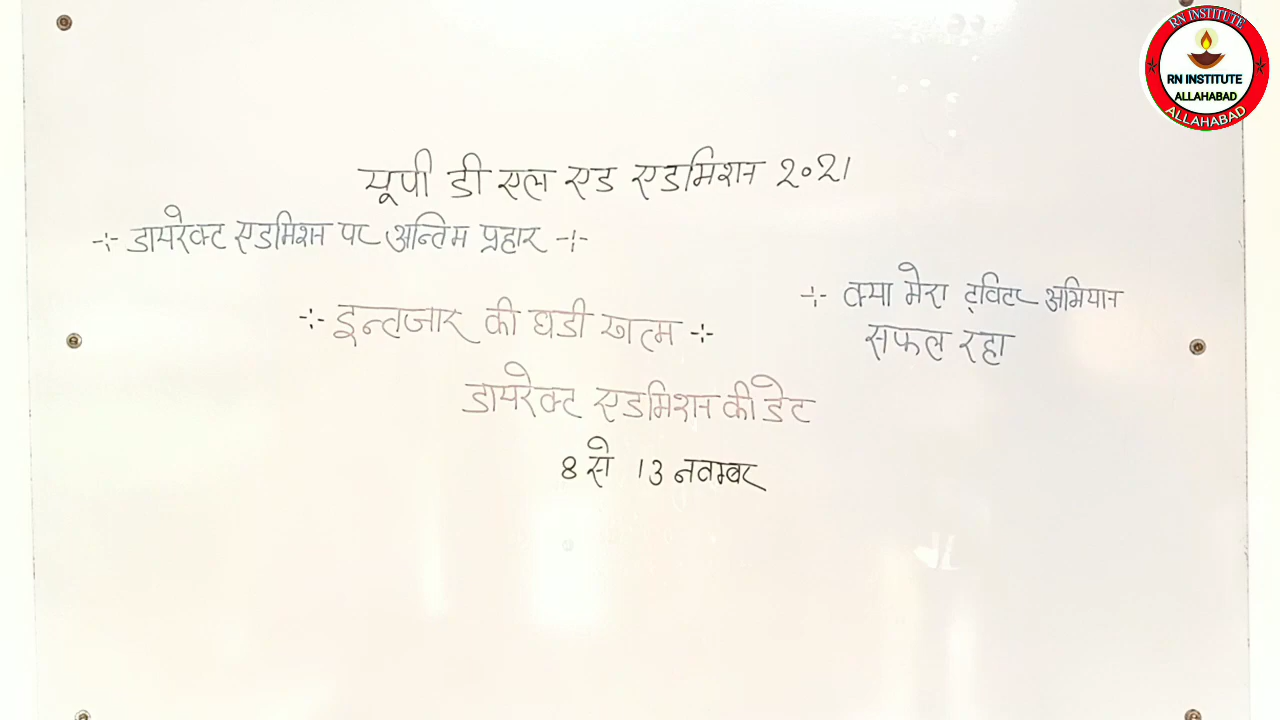 RN INSTITUTE
RN INSTITUTE
ALLAHABAD
ALLAHABAD
यूपी डी एल एड एडमिशन २०२1
-:- डायरेक्ट एडमिशन पर अन्तिम प्रहार -:-
-:- क्या मेरा ट्विटर अभियान
सफल रहा
-:- इन्तजार की घडी खत्म -:-
डायरेक्ट एडमिशन की डेट
8 से 13 नवम्बर